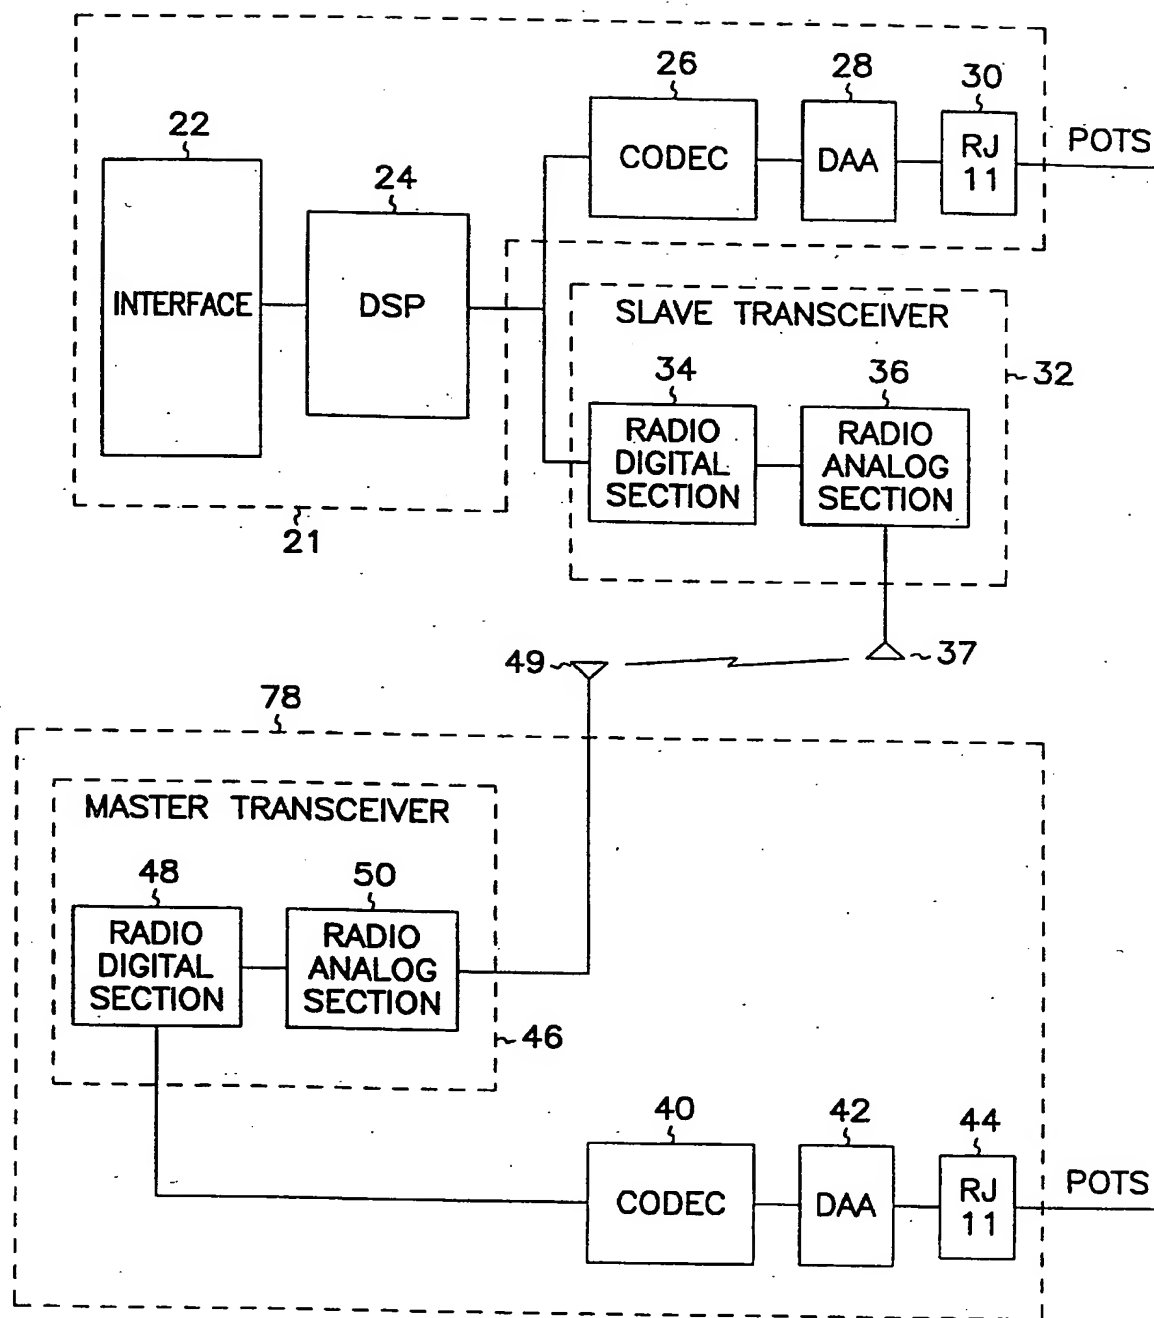 26
28
30
22
CODEC
DAA
RJ
11
POTS
24
INTERFACE
DSP
SLAVE TRANSCEIVER
32
34
36
RADIO
DIGITAL
SECTION
RADIO
ANALOG
SECTION
21
49
37
78
MASTER TRANSCEIVER
48
50
RADIO
DIGITAL
SECTION
RADIO
ANALOG
SECTION
46
40
42
44
CODEC
DAA
RJ
11
POTS